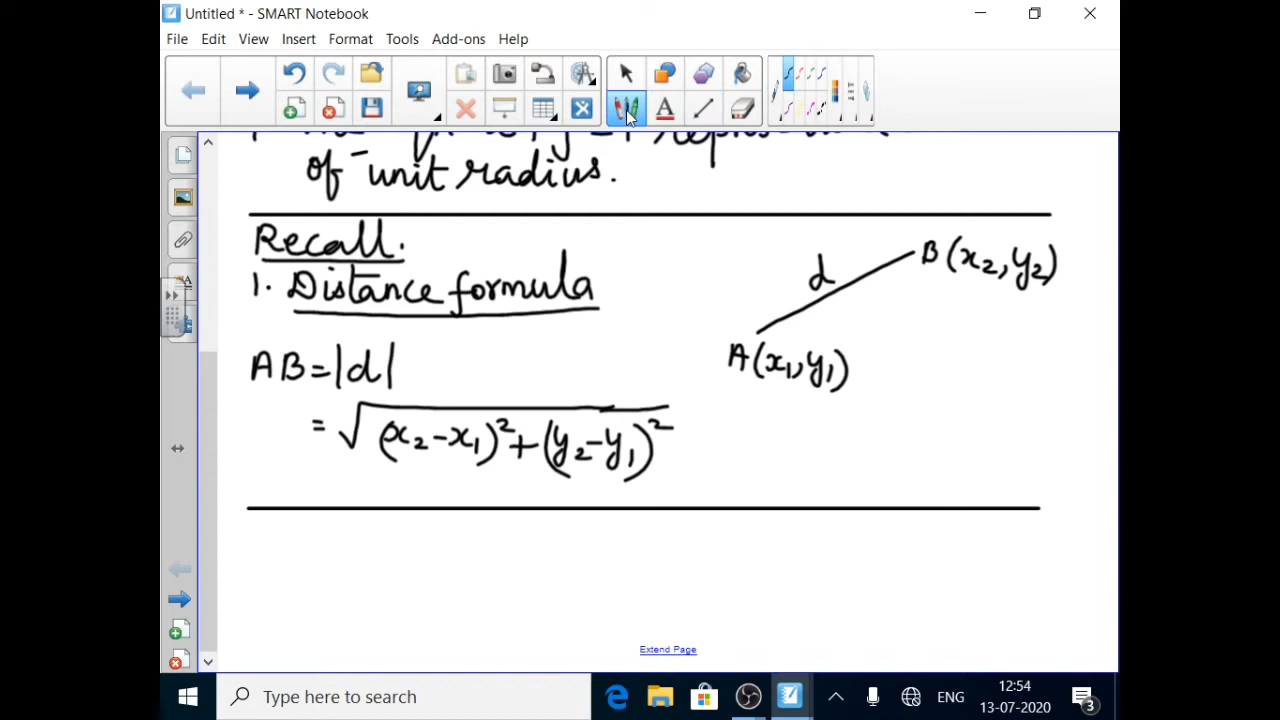 Untitled * - SMART Notebook
File Edit View Insert Format Tools Add-ons Help
of unit radius.
Recall.
1. Distance formula
d
B (x₂, y₂)
A (x₁, y₁)
AB = |d|
= √(x₂-x₁)²+(y₂-y₁)²
Extend Page
Type here to search
ENG
12:54
13-07-2020
3